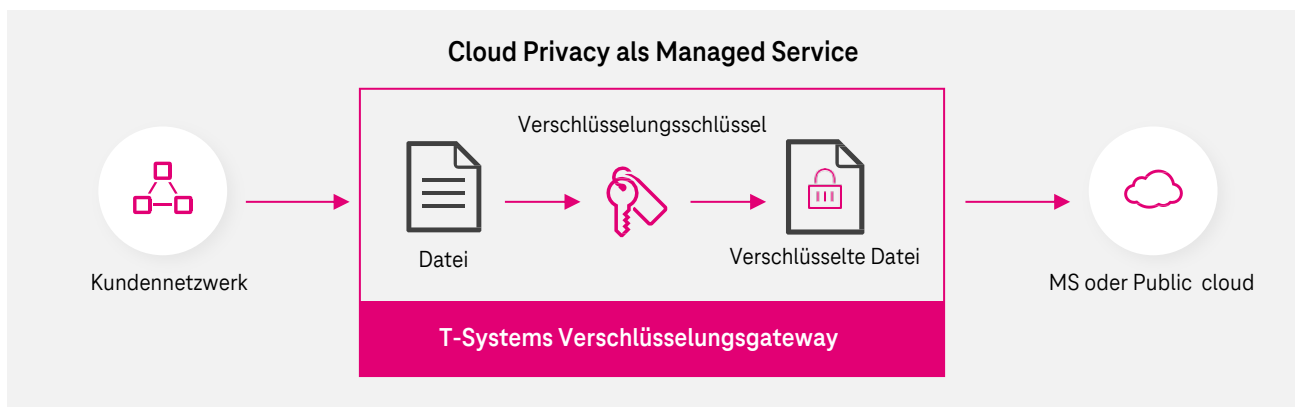 Cloud Privacy als Managed Service
Verschlüsselungsschlüssel
Datei
Verschlüsselte Datei
Kundennetzwerk
MS oder Public cloud
T-Systems Verschlüsselungsgateway